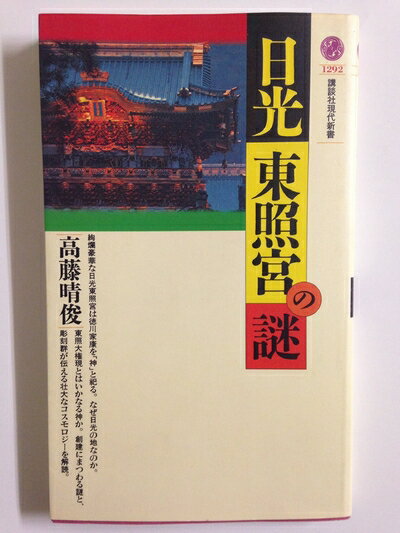 日光
東照宮の謎
高藤晴俊
絢爛豪華な日光東照宮は徳川家康を「神」と祀る。なぜ日光の地なのか。
東照大権現とはいかなる神か。創建にまつわる謎と、
彫刻群が伝える壮大なコスモロジーを解読。
1292
講談社現代新書